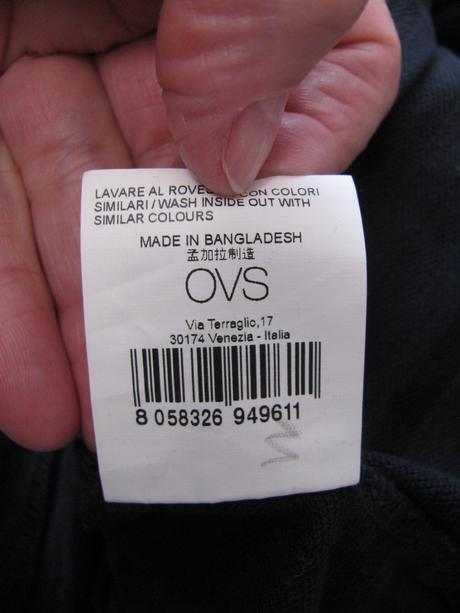 LAVARE AL CON COLORI
SIMILARI / WASH INSIDE OUT WITH
SIMILAR COLOURS
MADE IN BANGLADESH
孟加拉制造
OVS
Via Terraglio,17
30174 Venezia - Italia
8 058326 949611